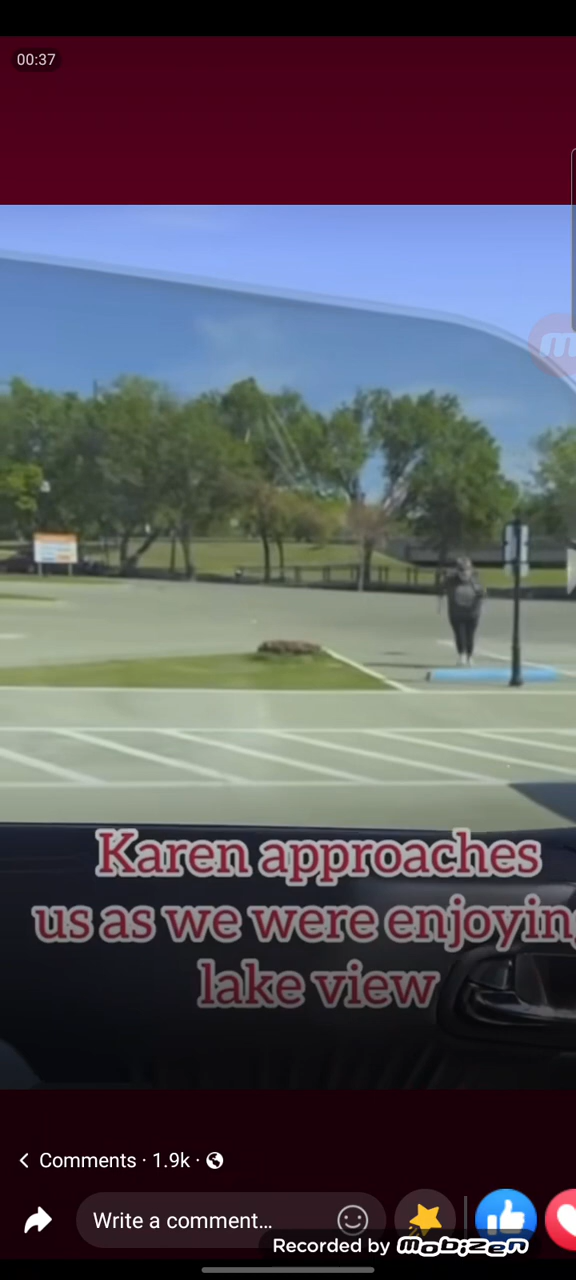 00:37
Karen approaches
us as we were enjoyin
lake view
Comments · 1.9k ·
Write a comment...
Recorded by mobizen